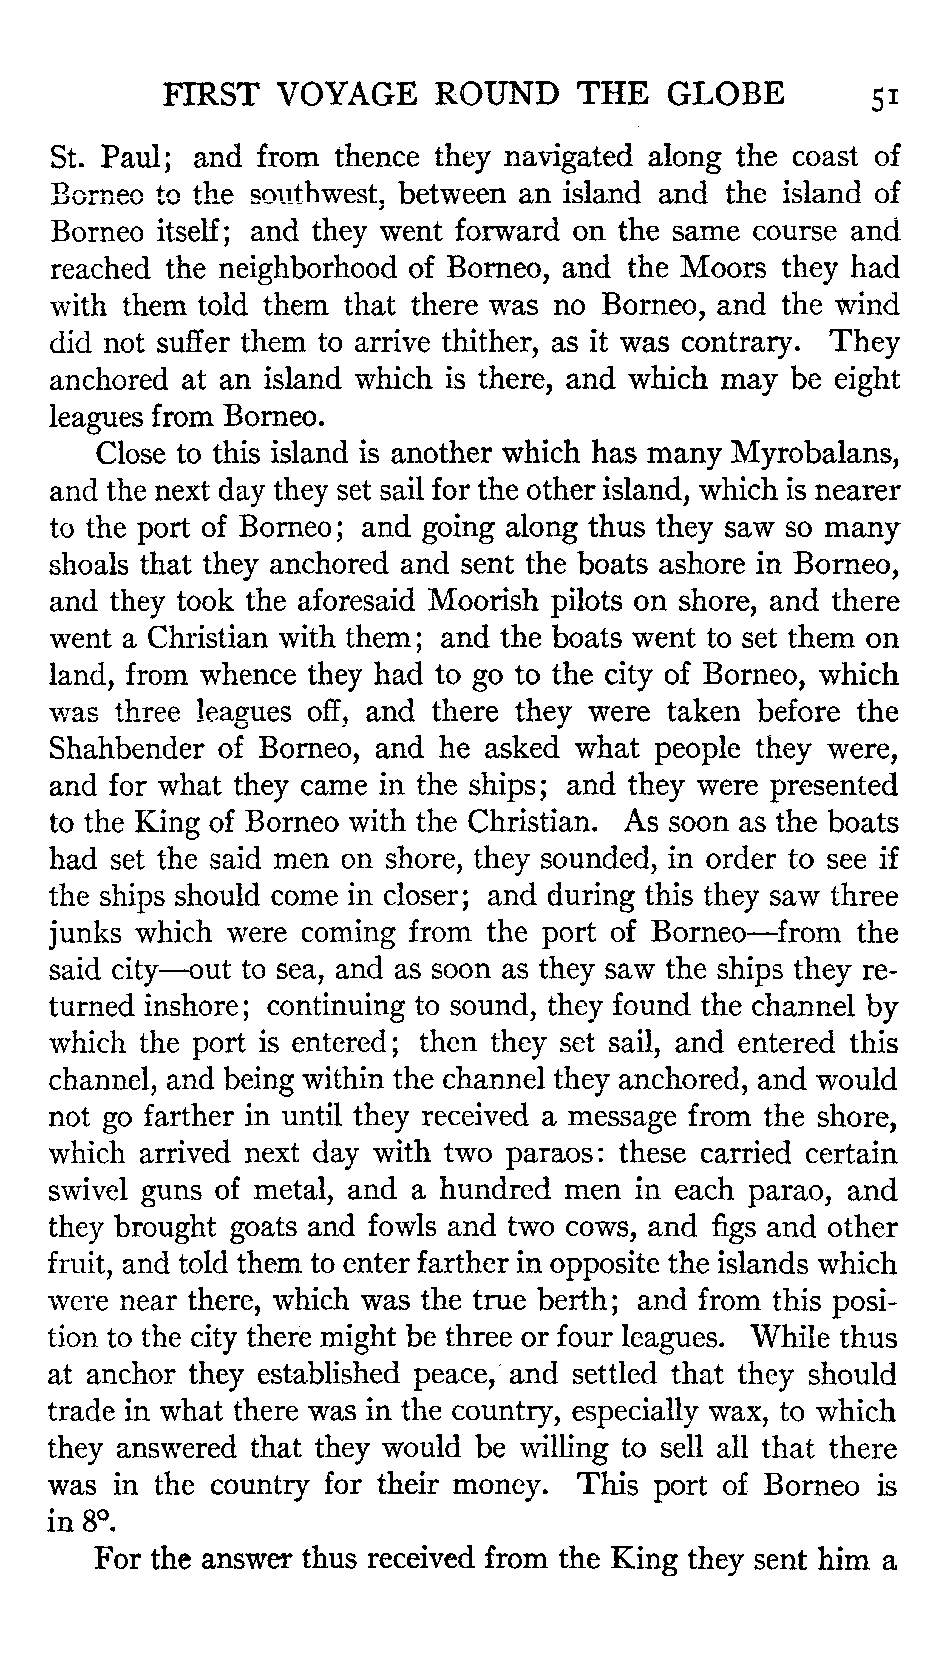 FIRST VOYAGE ROUND THE GLOBE 51
St. Paul; and from thence they navigated along the coast of
Borneo to the southwest, between an island and the island of
Borneo itself; and they went forward on the same course and
reached the neighborhood of Borneo, and the Moors they had
with them told them that there was no Borneo, and the wind
did not suffer them to arrive thither, as it was contrary. They
anchored at an island which is there, and which may be eight
leagues from Borneo.
Close to this island is another which has many Myrobalans,
and the next day they set sail for the other island, which is nearer
to the port of Borneo; and going along thus they saw so many
shoals that they anchored and sent the boats ashore in Borneo,
and they took the aforesaid Moorish pilots on shore, and there
went a Christian with them; and the boats went to set them on
land, from whence they had to go to the city of Borneo, which
was three leagues off, and there they were taken before the
Shahbender of Borneo, and he asked what people they were,
and for what they came in the ships; and they were presented
to the King of Borneo with the Christian. As soon as the boats
had set the said men on shore, they sounded, in order to see if
the ships should come in closer; and during this they saw three
junks which were coming from the port of Borneo—from the
said city—out to sea, and as soon as they saw the ships they re-
turned inshore; continuing to sound, they found the channel by
which the port is entered; then they set sail, and entered this
channel, and being within the channel they anchored, and would
not go farther in until they received a message from the shore,
which arrived next day with two paraos: these carried certain
swivel guns of metal, and a hundred men in each parao, and
they brought goats and fowls and two cows, and figs and other
fruit, and told them to enter farther in opposite the islands which
were near there, which was the true berth; and from this posi-
tion to the city there might be three or four leagues. While thus
at anchor they established peace, and settled that they should
trade in what there was in the country, especially wax, to which
they answered that they would be willing to sell all that there
was in the country for their money. This port of Borneo is
in 8°.
For the answer thus received from the King they sent him a